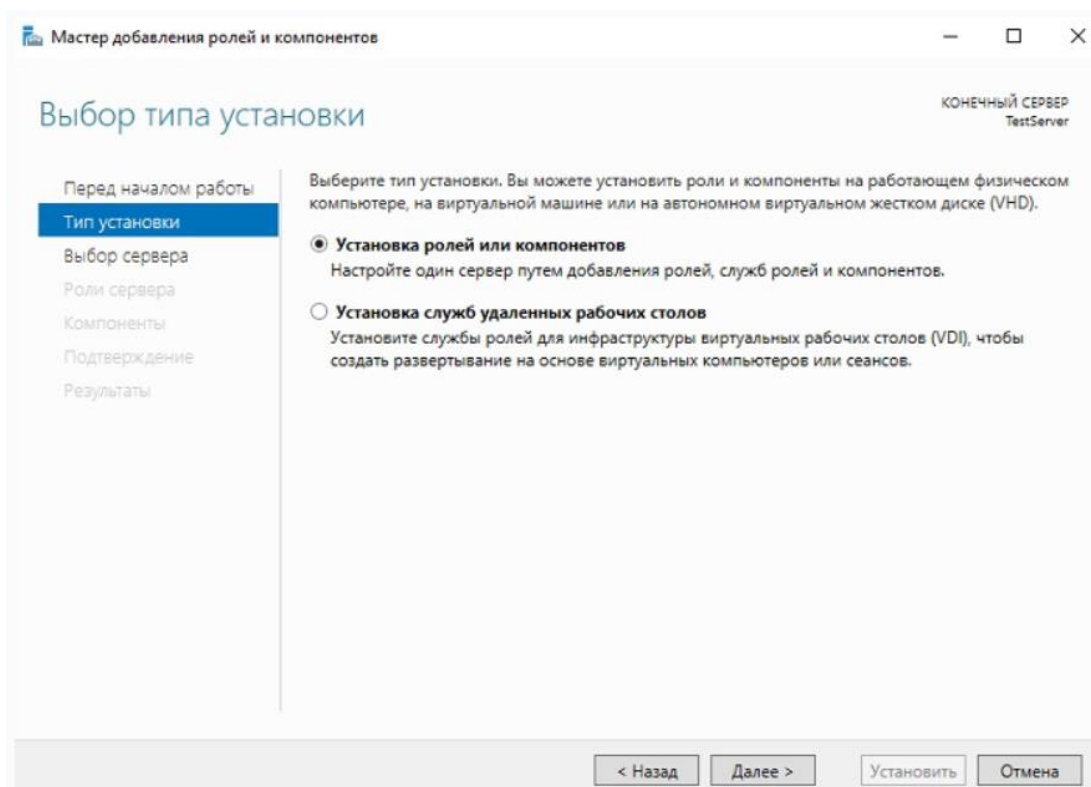 Мастер добавления ролей и компонентов
Выбор типа установки
КОНЕЧНЫЙ СЕРВЕР
TestServer
Перед началом работы
Тип установки
Выбор сервера
Роли сервера
Компоненты
Подтверждение
Результаты
Выберите тип установки. Вы можете установить роли и компоненты на работающем физическом
компьютере, на виртуальной машине или на автономном виртуальном жестком диске (VHD).
Установка ролей или компонентов
Настройте один сервер путем добавления ролей, служб ролей и компонентов.
Установка служб удаленных рабочих столов
Установите службы ролей для инфраструктуры виртуальных рабочих столов (VDI), чтобы
создать развертывание на основе виртуальных компьютеров или сеансов.
< Назад Далее > Установить Отмена